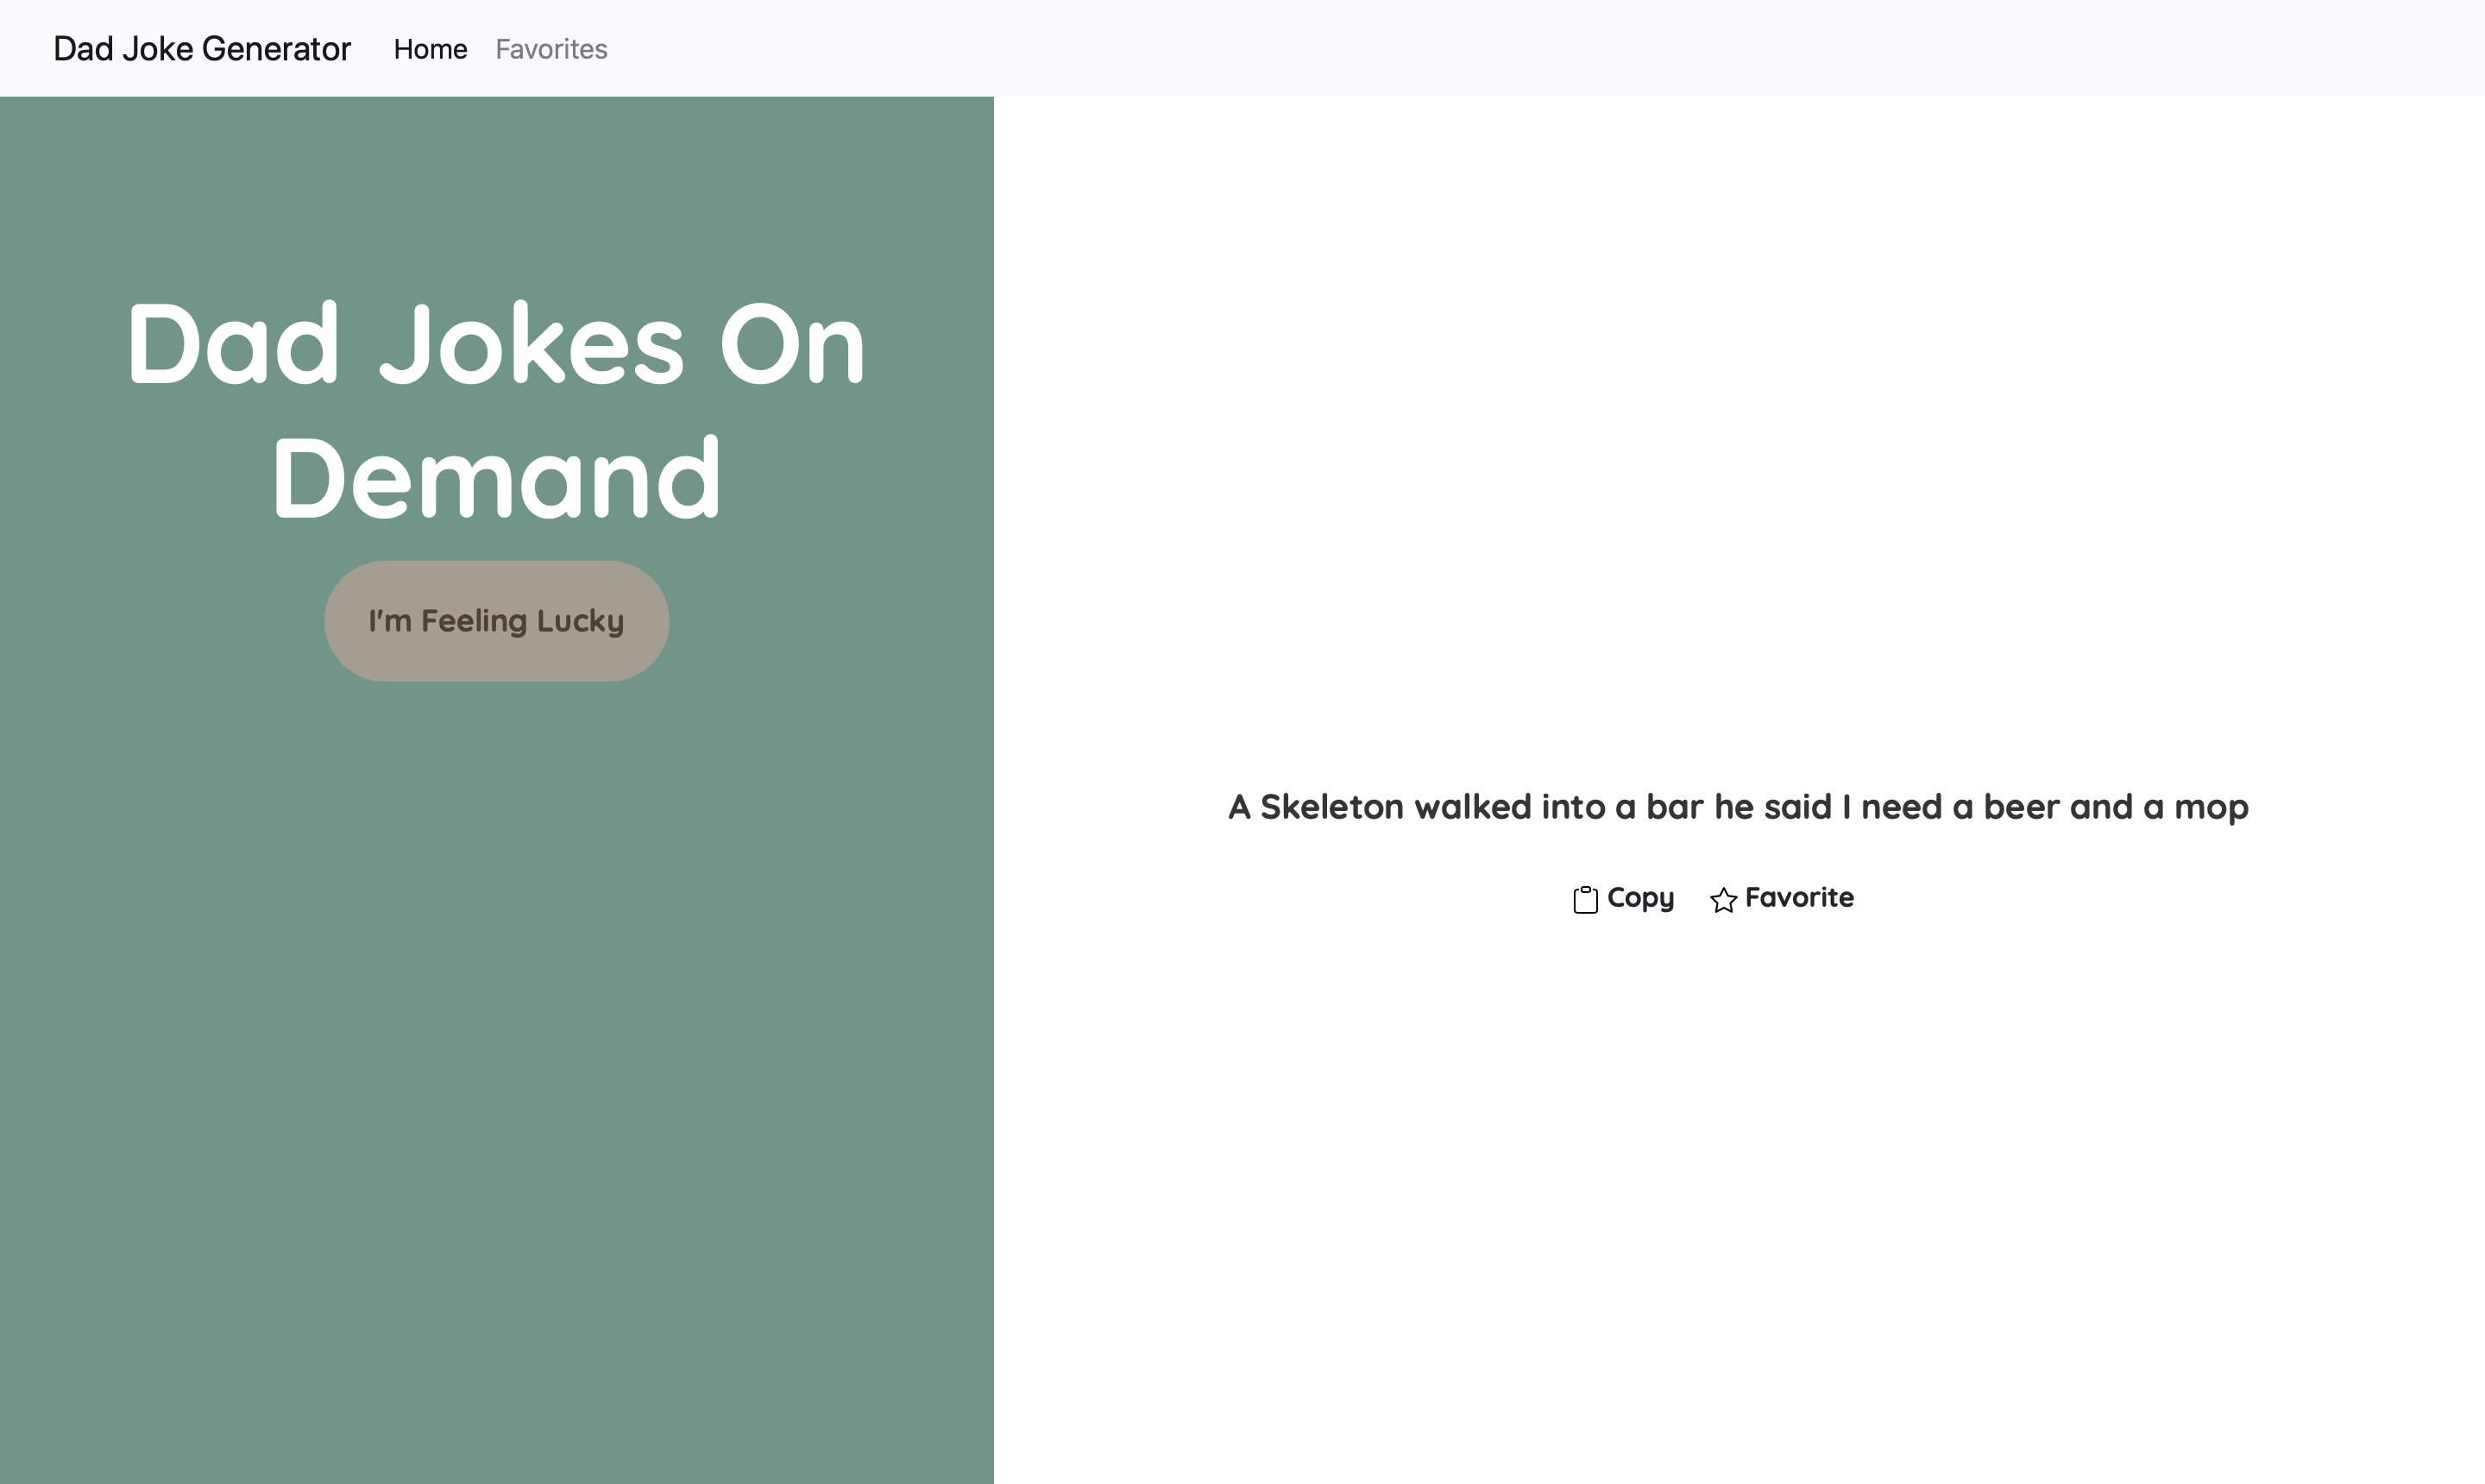 Dad Joke Generator Home Favorites
Dad Jokes On
Demand
I'm Feeling Lucky
A Skeleton walked into a bar he said I need a beer and a mop
Copy Favorite